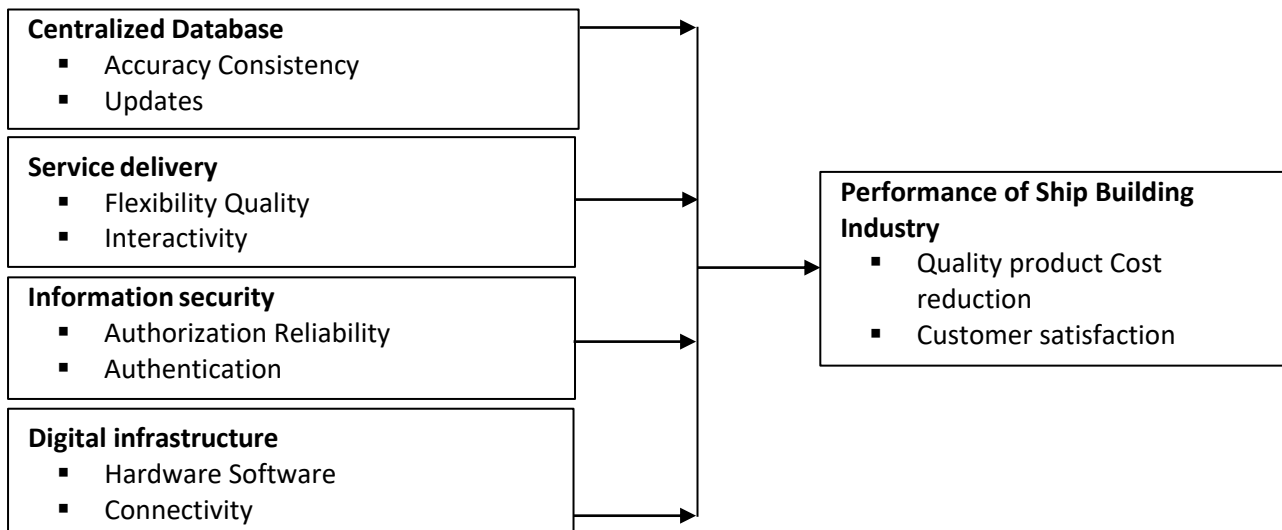 Centralized Database
▪ Accuracy Consistency
▪ Updates
Service delivery
▪ Flexibility Quality
▪ Interactivity
Information security
▪ Authorization Reliability
▪ Authentication
Digital infrastructure
▪ Hardware Software
▪ Connectivity
Performance of Ship Building
Industry
▪ Quality product Cost
reduction
▪ Customer satisfaction